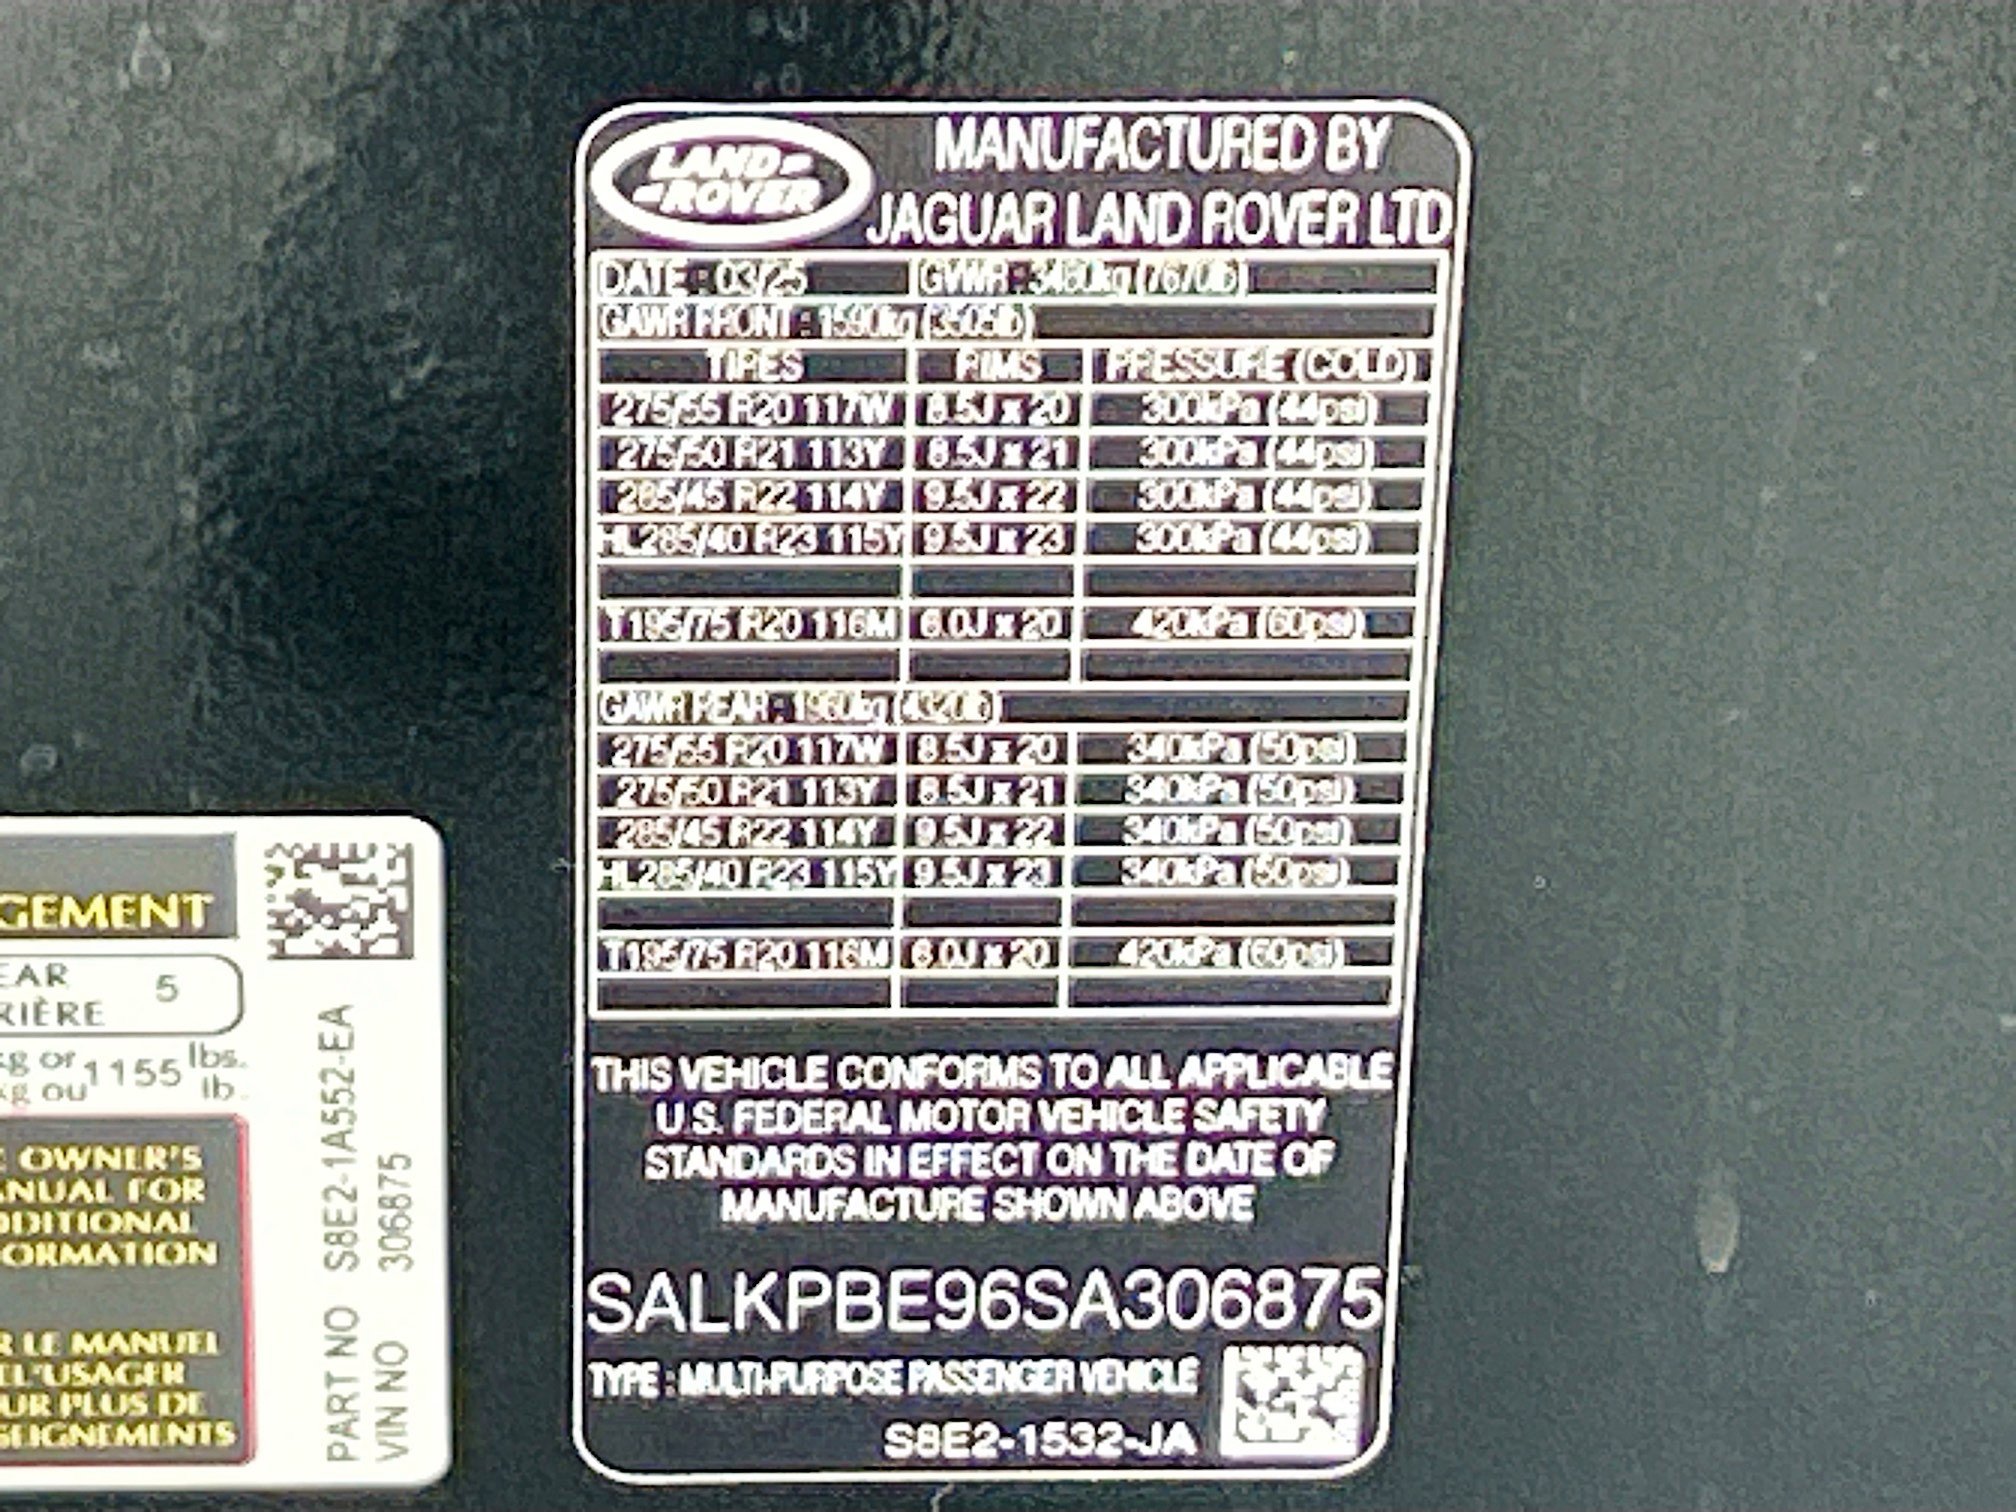 LAND-
-ROVER
MANUFACTURED BY
JAGUAR LAND ROVER LTD
DATE : 03/25 GVWR : 3480kg (7670lb)
GAWR FRONT : 1590kg (3505lb)
TIRES RIMS PRESSURE (COLD)
275/55 R20 117W 8.5J x 20 300kPa (44psi)
275/50 R21 113Y 8.5J x 21 300kPa (44psi)
285/45 R22 114Y 9.5J x 22 300kPa (44psi)
HL285/40 R23 115Y 9.5J x 23 300kPa (44psi)
T195/75 R20 116M 6.0J x 20 420kPa (60psi)
GAWR REAR : 1960kg (4320lb)
275/55 R20 117W 8.5J x 20 340kPa (50psi)
275/50 R21 113Y 8.5J x 21 340kPa (50psi)
285/45 R22 114Y 9.5J x 22 340kPa (50psi)
HL285/40 R23 115Y 9.5J x 23 340kPa (50psi)
T195/75 R20 116M 6.0J x 20 420kPa (60psi)
THIS VEHICLE CONFORMS TO ALL APPLICABLE
U.S. FEDERAL MOTOR VEHICLE SAFETY
STANDARDS IN EFFECT ON THE DATE OF
MANUFACTURE SHOWN ABOVE
SALKPBE96SA306875
TYPE : MULTI-PURPOSE PASSENGER VEHICLE
S8E2-1532-JA
GEMENT
EAR 5
RIÈRE
kg or 1155 lbs.
kg ou lb.
E OWNER'S
ANUAL FOR
DDITIONAL
FORMATION
R LE MANUEL
EL'USAGER
UR PLUS DE
SEIGNEMENTS
PART NO S8E2-1A552-EA
VIN NO 306875